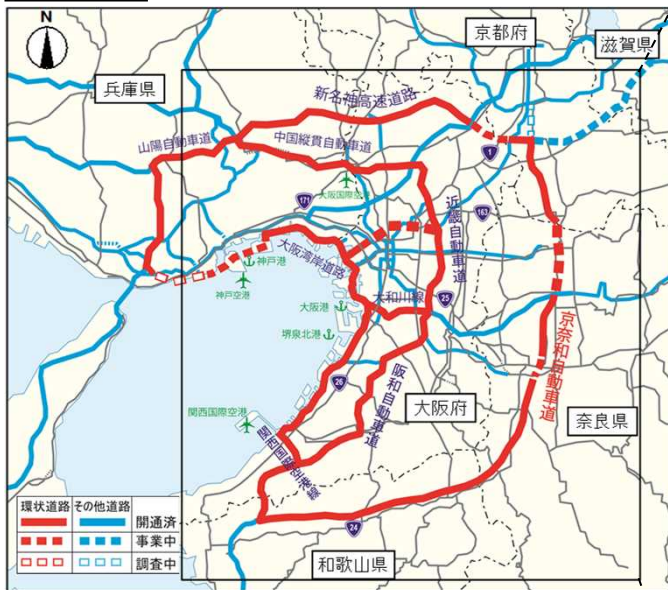 N
京都府
滋賀県
兵庫県
新名神高速道路
山陽自動車道
中国縦貫自動車道
1
大阪国際空港
171
近畿自動車道
163
大阪湾岸道路
神戸港
神戸空港
大和川線
25
大阪港
堺泉北港
京奈和自動車道
26
阪和自動車道
大阪府
奈良県
関西国際空港
関西国際空港線
24
和歌山県
環状道路 その他道路
開通済
事業中
調査中